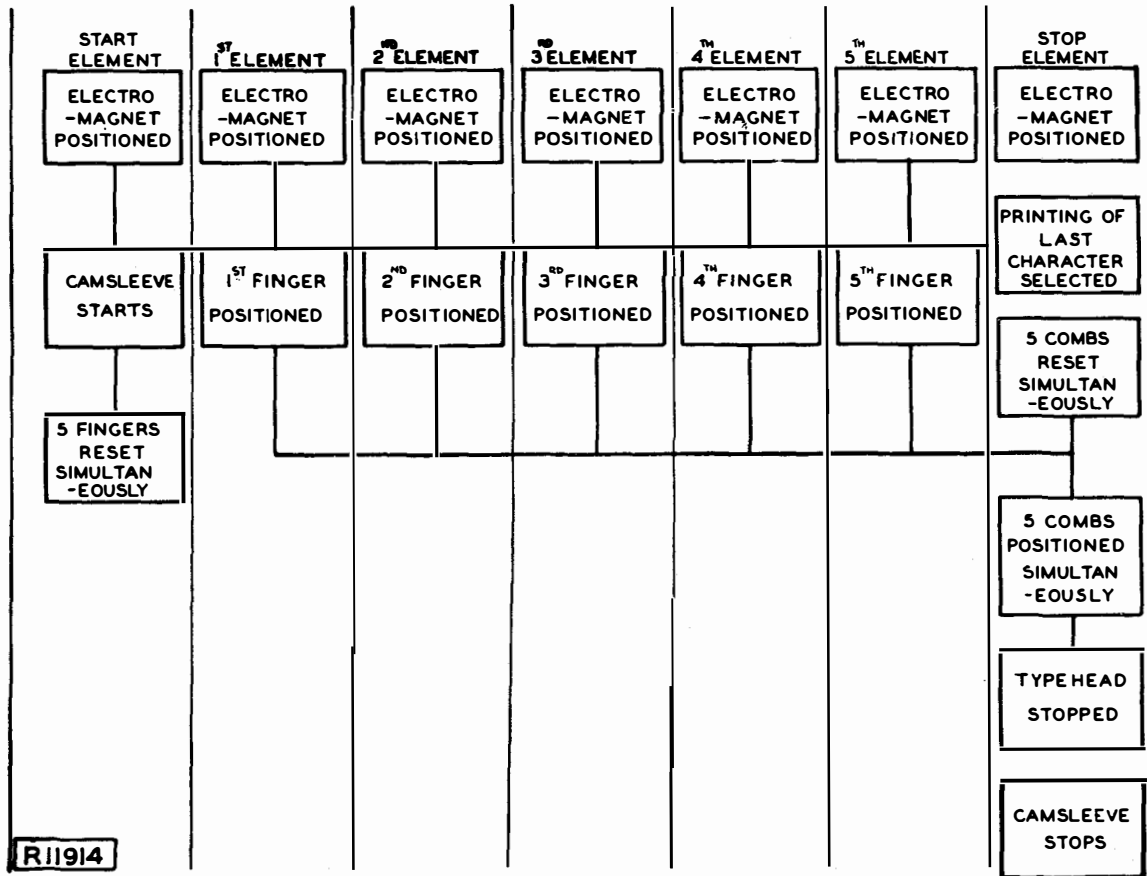 START
ELEMENT
ELECTRO
-MAGNET
POSITIONED
CAMSLEEVE
STARTS
5 FINGERS
RESET
SIMULTAN
-EOUSLY
1ST ELEMENT
ELECTRO
-MAGNET
POSITIONED
1ST FINGER
POSITIONED
2ND ELEMENT
ELECTRO
-MAGNET
POSITIONED
2ND FINGER
POSITIONED
3RD ELEMENT
ELECTRO
-MAGNET
POSITIONED
3RD FINGER
POSITIONED
4TH ELEMENT
ELECTRO
-MAGNET
POSITIONED
4TH FINGER
POSITIONED
5TH ELEMENT
ELECTRO
-MAGNET
POSITIONED
5TH FINGER
POSITIONED
STOP
ELEMENT
ELECTRO
-MAGNET
POSITIONED
PRINTING OF
LAST
CHARACTER
SELECTED
5 COMBS
RESET
SIMULTAN
-EOUSLY
5 COMBS
POSITIONED
SIMULTAN
-EOUSLY
TYPEHEAD
STOPPED
CAMSLEEVE
STOPS
R11914